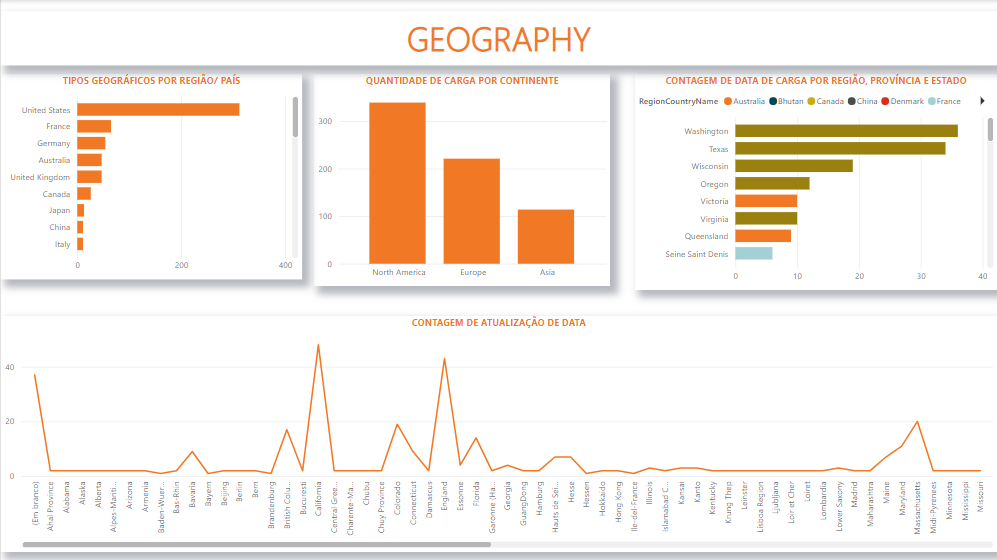 GEOGRAPHY
TIPOS GEOGRÁFICOS POR REGIÃO/ PAÍS
United States
France
Germany
Australia
United Kingdom
Canada
Japan
China
Italy
0 200 400
QUANTIDADE DE CARGA POR CONTINENTE
300
200
100
0
North America Europe Asia
CONTAGEM DE DATA DE CARGA POR REGIÃO, PROVÍNCIA E ESTADO
RegionCountryName Australia Bhutan Canada China Denmark France
Washington
Texas
Wisconsin
Oregon
Victoria
Virginia
Queensland
Seine Saint Denis
0 10 20 30 40
CONTAGEM DE ATUALIZAÇÃO DE DATA
40
20
0
(Em branco)
Ahal Province
Alabama
Alaska
Alberta
Alpes-Mariti...
Arizona
Armenia
Baden-Wuer...
Bas-Rhin
Bavaria
Bayern
Beijing
Berlin
Bern
Brandenburg
British Colu...
Bucuresti
California
Central Gree...
Charente-Ma...
Chubu
Chuy Province
Colorado
Connecticut
Damascus
England
Essonne
Florida
Garonne (Ha...
Georgia
GuangDong
Hamburg
Hauts de Sei...
Hesse
Hessen
Hokkaido
Hong Kong
Ile-del-France
Illinois
Islamabad C...
Kansai
Kanto
Kentucky
Krung Thep
Leinster
Lisboa Region
Ljubljana
Loir et Cher
Loiret
Lombardia
Lower Saxony
Madrid
Maharashtra
Maine
Maryland
Massachusetts
Midi-Pyrenees
Minnesota
Mississippi
Missouri